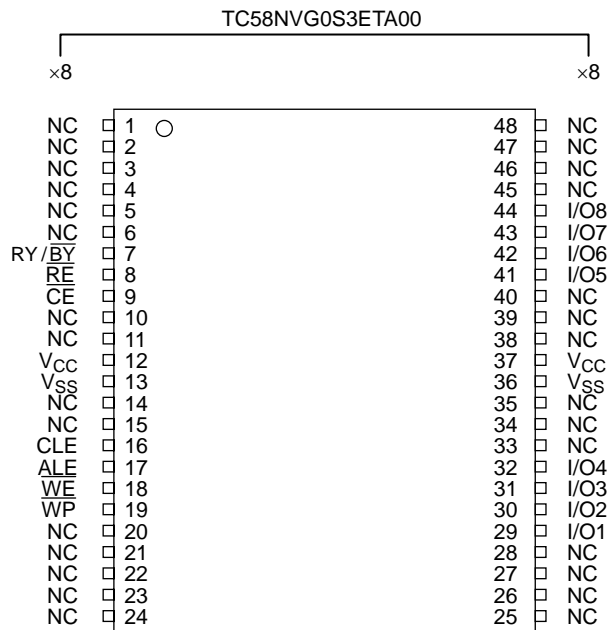 TC58NVG0S3ETA00
×8 ×8
NC 1 48 NC
NC 2 47 NC
NC 3 46 NC
NC 4 45 NC
NC 5 44 I/O8
NC 6 43 I/O7
RY/B̅Y̅ 7 42 I/O6
R̅E̅ 8 41 I/O5
C̅E̅ 9 40 NC
NC 10 39 NC
NC 11 38 NC
VCC 12 37 VCC
VSS 13 36 VSS
NC 14 35 NC
NC 15 34 NC
CLE 16 33 NC
ALE 17 32 I/O4
W̅E̅ 18 31 I/O3
W̅P̅ 19 30 I/O2
NC 20 29 I/O1
NC 21 28 NC
NC 22 27 NC
NC 23 26 NC
NC 24 25 NC